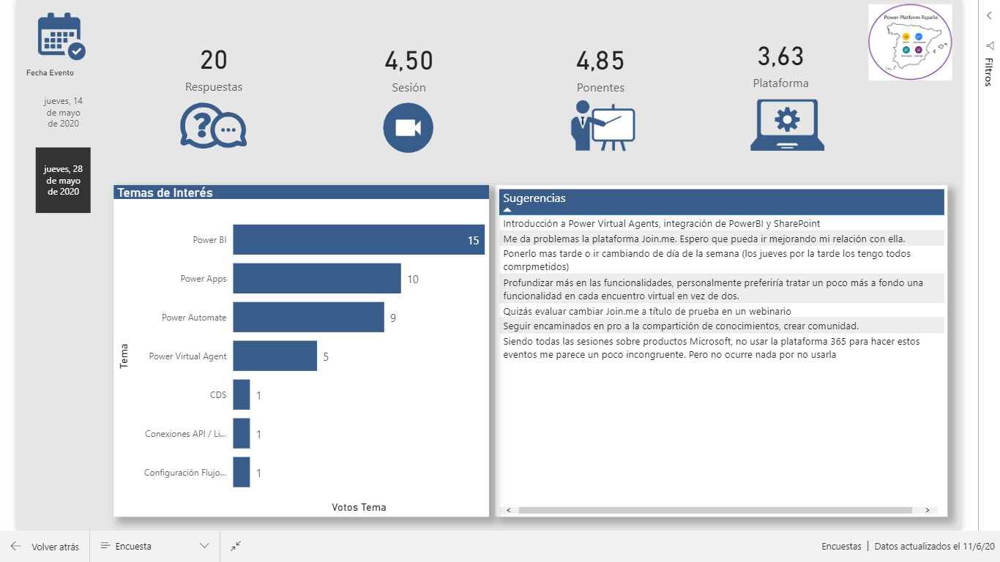 Fecha Evento
jueves, 14
de mayo
de 2020
jueves, 28
de mayo
de 2020
20
Respuestas
4,50
Sesión
4,85
Ponentes
3,63
Plataforma
Power Platform España
Filtros
Temas de Interés
Tema
Power BI 15
Power Apps 10
Power Automate 9
Power Virtual Agent 5
CDS 1
Conexiones API / Li... 1
Configuración Flujo... 1
Votos Tema
Sugerencias
Introducción a Power Virtual Agents, integración de PowerBI y SharePoint
Me da problemas la plataforma Join.me. Espero que pueda ir mejorando mi relación con ella.
Ponerlo mas tarde o ir cambiando de día de la semana (los jueves por la tarde los tengo todos
comrpmetidos)
Profundizar más en las funcionalidades, personalmente preferiría tratar un poco más a fondo una
funcionalidad en cada encuentro virtual en vez de dos.
Quizás evaluar cambiar Join.me a título de prueba en un webinario
Seguir encaminados en pro a la compartición de conocimientos, crear comunidad.
Siendo todas las sesiones sobre productos Microsoft, no usar la plataforma 365 para hacer estos
eventos me parece un poco incongruente. Pero no ocurre nada por no usarla
Volver atrás
Encuesta
Encuestas | Datos actualizados el 11/6/20